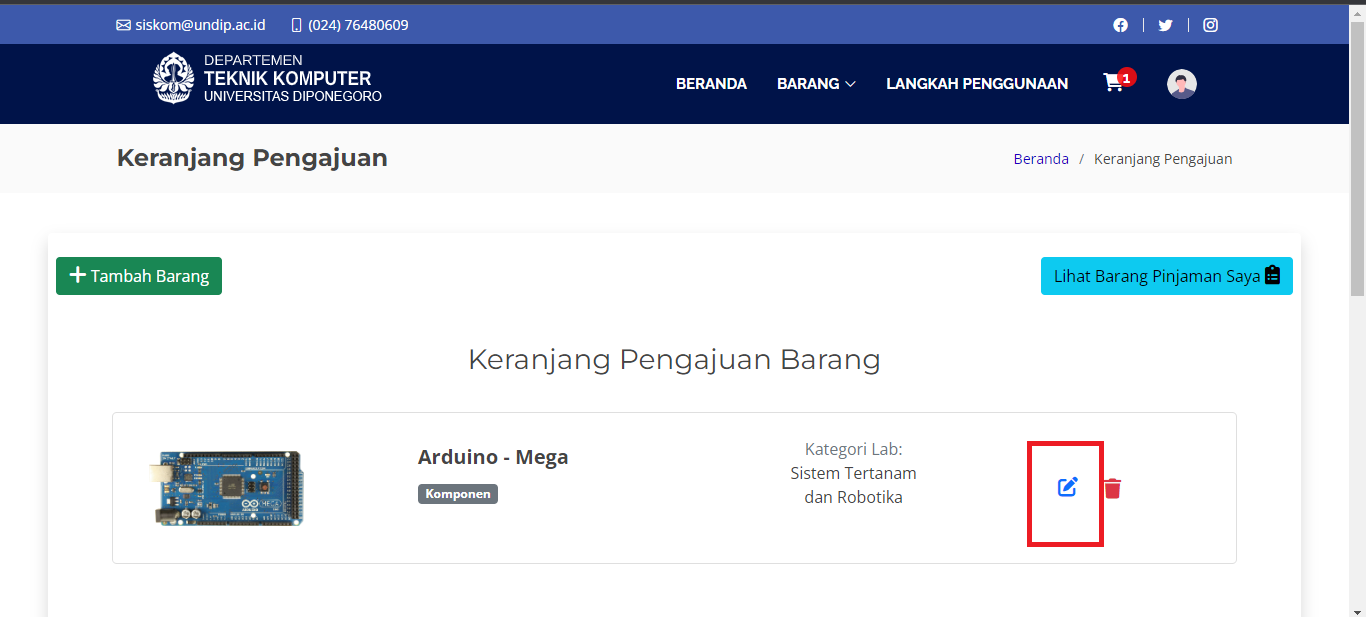 siskom@undip.ac.id (024) 76480609
DEPARTEMEN
TEKNIK KOMPUTER
UNIVERSITAS DIPONEGORO
BERANDA BARANG LANGKAH PENGGUNAAN 1
Keranjang Pengajuan Beranda / Keranjang Pengajuan
Tambah Barang Lihat Barang Pinjaman Saya
Keranjang Pengajuan Barang
Arduino - Mega
Komponen
Kategori Lab:
Sistem Tertanam
dan Robotika